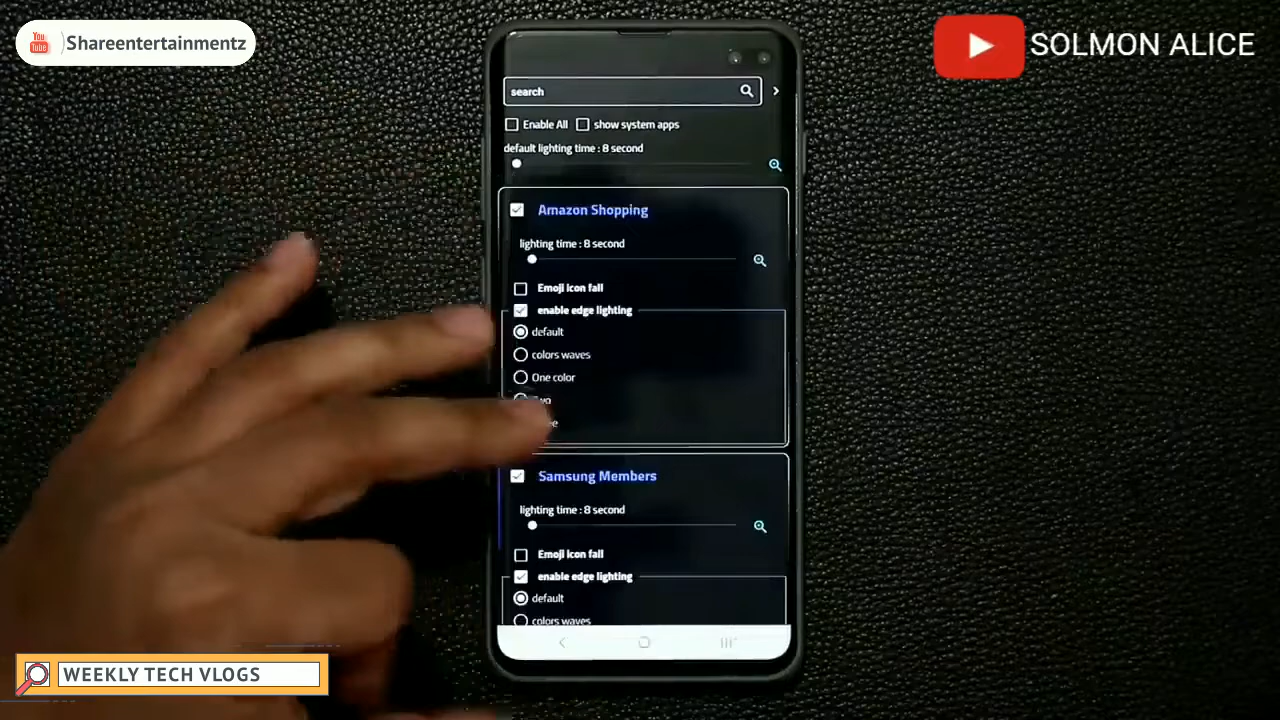 You
Tube
Shareentertainmentz
SOLMON ALICE
search
Enable All
show system apps
default lighting time : 8 second
Amazon Shopping
lighting time : 8 second
Emoji icon fall
enable edge lighting
default
colors waves
One color
Samsung Members
lighting time : 8 second
Emoji icon fall
enable edge lighting
default
colors waves
WEEKLY TECH VLOGS